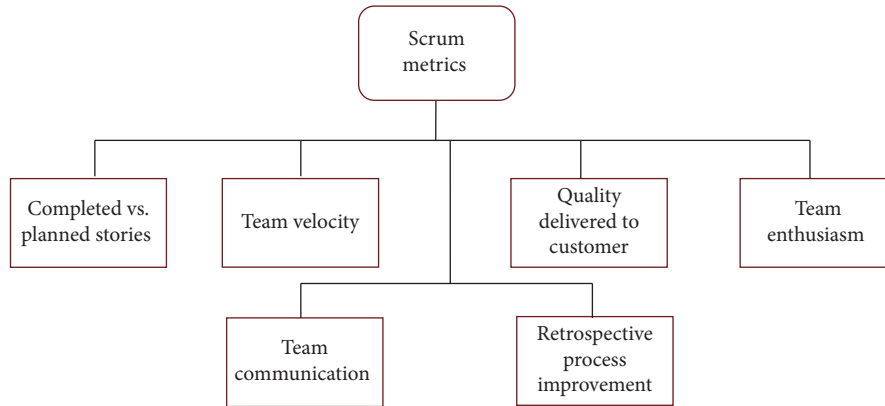 Scrum
metrics
Completed vs.
planned stories
Team velocity
Quality
delivered to
customer
Team
enthusiasm
Team
communication
Retrospective
process
improvement